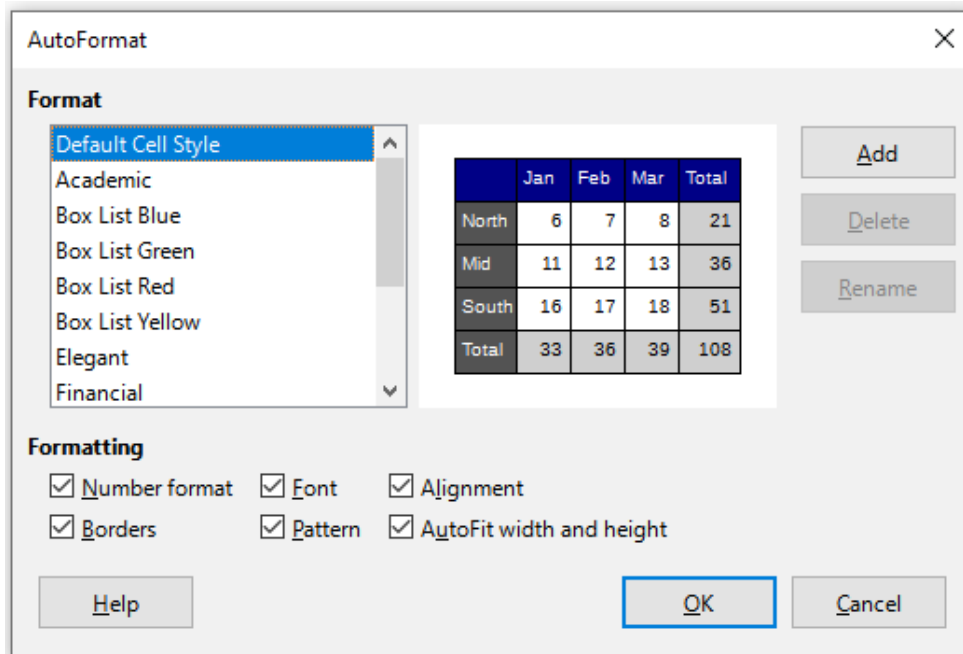 AutoFormat
Format
Default Cell Style
Academic
Box List Blue
Box List Green
Box List Red
Box List Yellow
Elegant
Financial
Jan Feb Mar Total
North 6 7 8 21
Mid 11 12 13 36
South 16 17 18 51
Total 33 36 39 108
Add
Delete
Rename
Formatting
Number format Font Alignment
Borders Pattern AutoFit width and height
Help OK Cancel